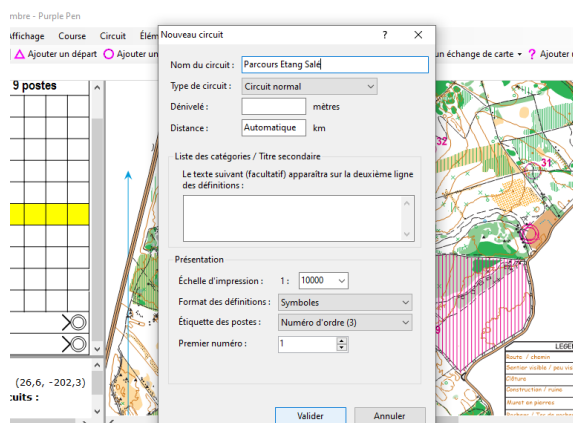 mbre - Purple Pen
Affichage Course Circuit Élém
Ajouter un départ Ajouter un
un échange de carte ? Ajouter
9 postes
(26,6, -202,3)
cuits :
Nouveau circuit ? ×
Nom du circuit : Parcours Etang Salé
Type de circuit : Circuit normal
Dénivelé : mètres
Distance : Automatique km
Liste des catégories / Titre secondaire
Le texte suivant (facultatif) apparaîtra sur la deuxième ligne
des définitions :
Présentation
Échelle d'impression : 1 : 10000
Format des définitions : Symboles
Étiquette des postes : Numéro d'ordre (3)
Premier numéro : 1
Valider Annuler
32
31
9
LEGE
Route / chemin
Sentier visible / peu vis
Clôture
Construction / ruine
Muret en pierres